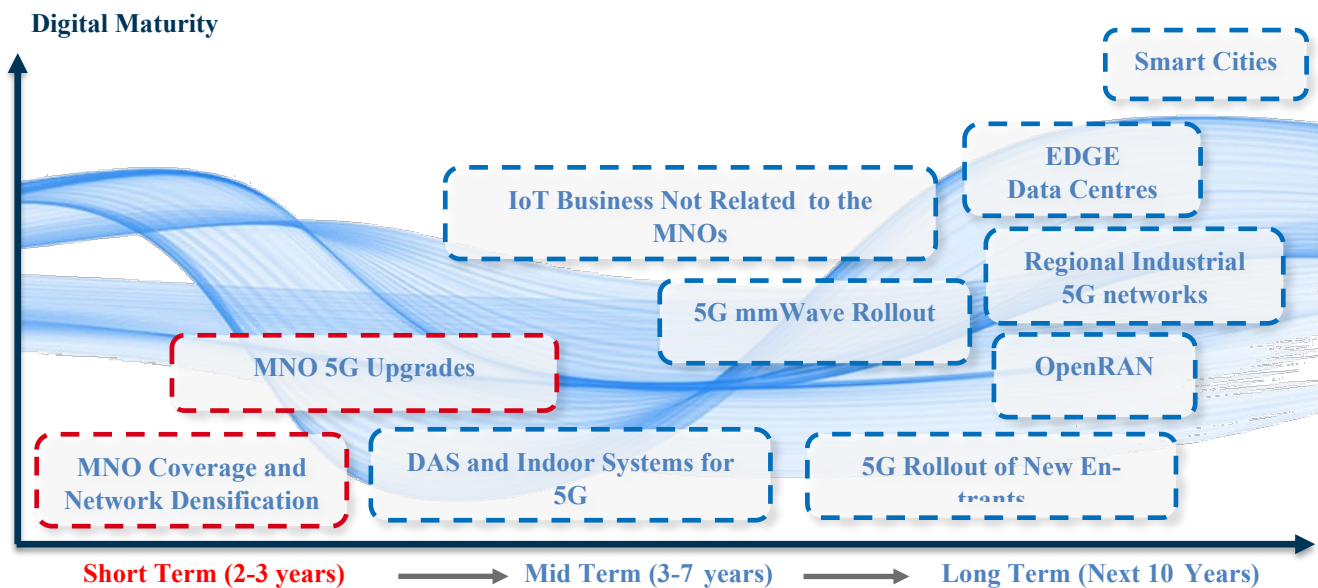 Digital Maturity
Smart Cities
EDGE
Data Centres
IoT Business Not Related to the
MNOs
Regional Industrial
5G networks
5G mmWave Rollout
MNO 5G Upgrades
OpenRAN
MNO Coverage and
Network Densification
DAS and Indoor Systems for
5G
5G Rollout of New En-
trants
Short Term (2-3 years)
Mid Term (3-7 years)
Long Term (Next 10 Years)